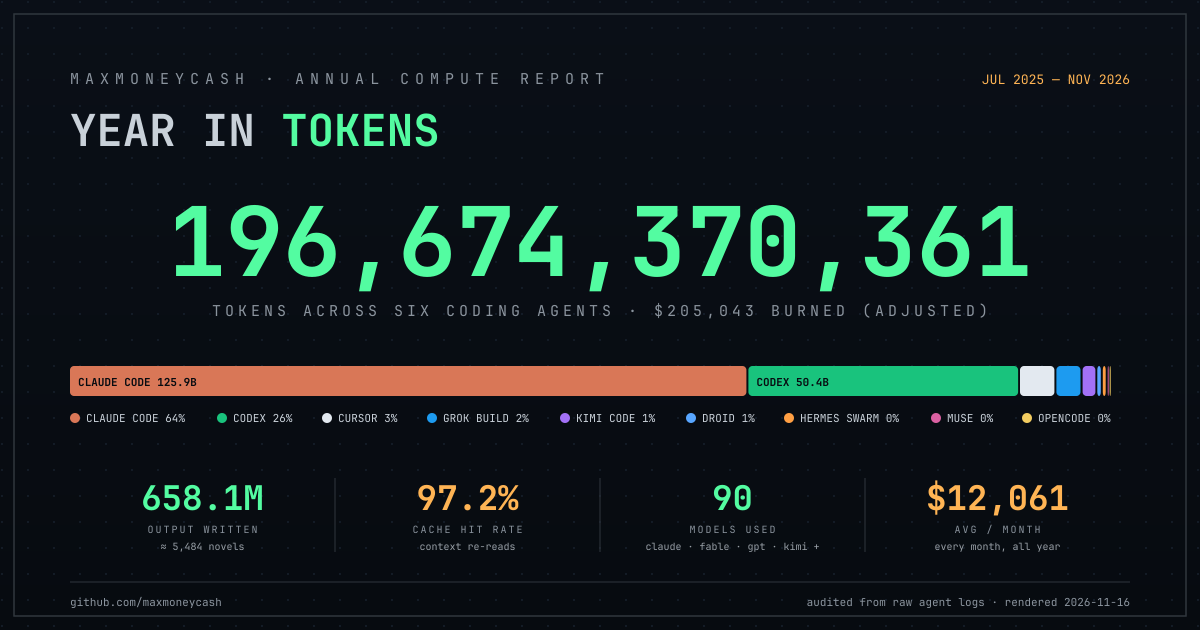 MAXMONEYCASH · ANNUAL COMPUTE REPORT
JUL 2025 — NOV 2026
YEAR IN TOKENS
196,674,370,361
TOKENS ACROSS SIX CODING AGENTS · $205,043 BURNED (ADJUSTED)
CLAUDE CODE 125.9B CODEX 50.4B
CLAUDE CODE 64% CODEX 26% CURSOR 3% GROK BUILD 2% KIMI CODE 1% DROID 1% HERMES SWARM 0% MUSE 0% OPENCODE 0%
658.1M 97.2% 90 $12,061
OUTPUT WRITTEN CACHE HIT RATE MODELS USED AVG / MONTH
≈ 5,484 novels context re-reads claude · fable · gpt · kimi + every month, all year
github.com/maxmoneycash audited from raw agent logs · rendered 2026-11-16